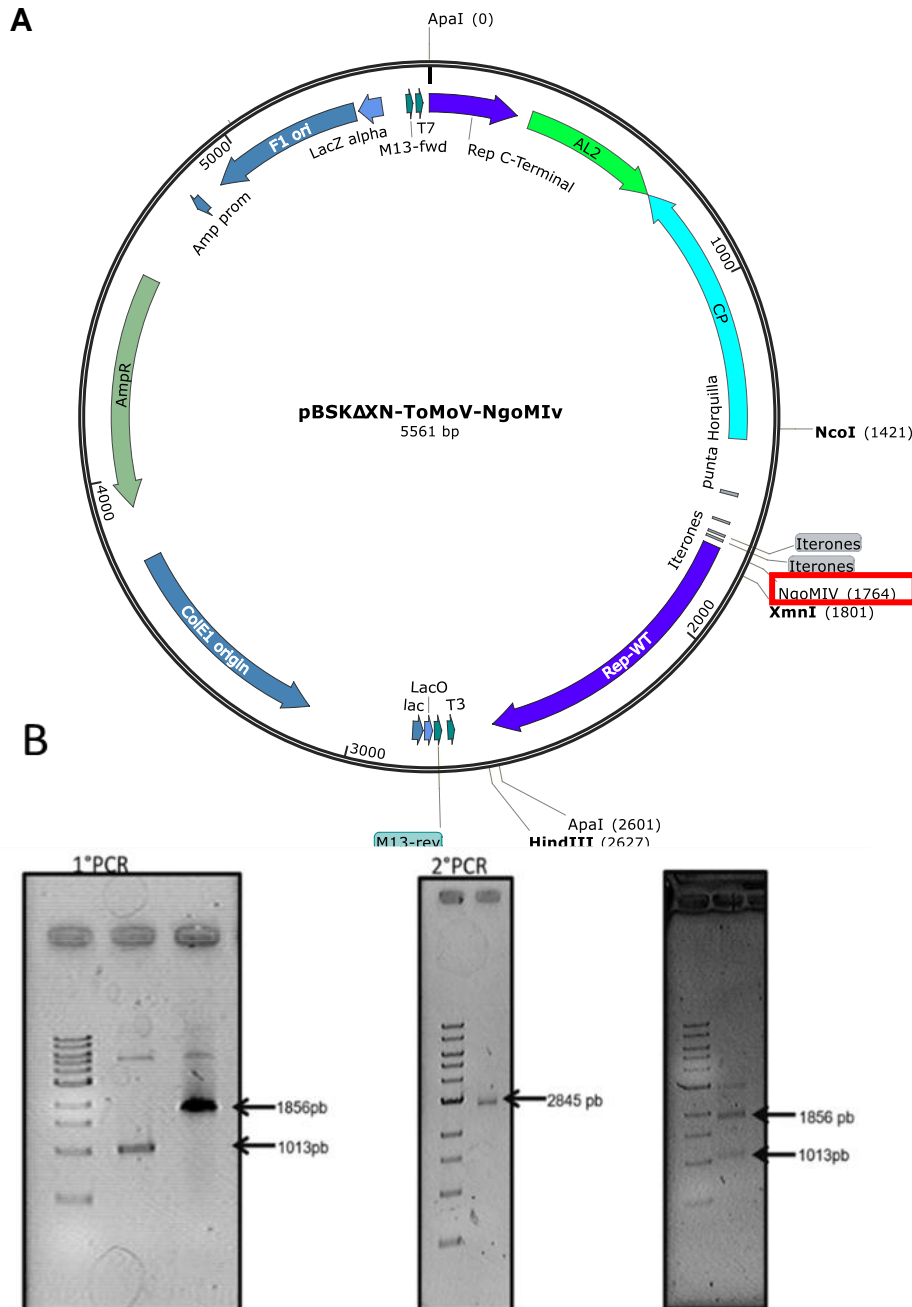 A
ApaI (0)
F1 ori
LacZ alpha
T7
M13-fwd
Rep C-Terminal
AL2
5000
Amp prom
1000
CP
AmpR
pBSKΔXN-ToMoV-NgoMIv
5561 bp
NcoI (1421)
punta Horquilla
4000
Iterones
Iterones
Iterones
NgoMIV (1764)
XmnI (1801)
2000
Rep-WT
ColE1 origin
LacO
lac
T3
B
3000
ApaI (2601)
M13-rev
HindIII (2627)
1°PCR
2°PCR
1856pb
1013pb
2845 pb
1856 pb
1013pb